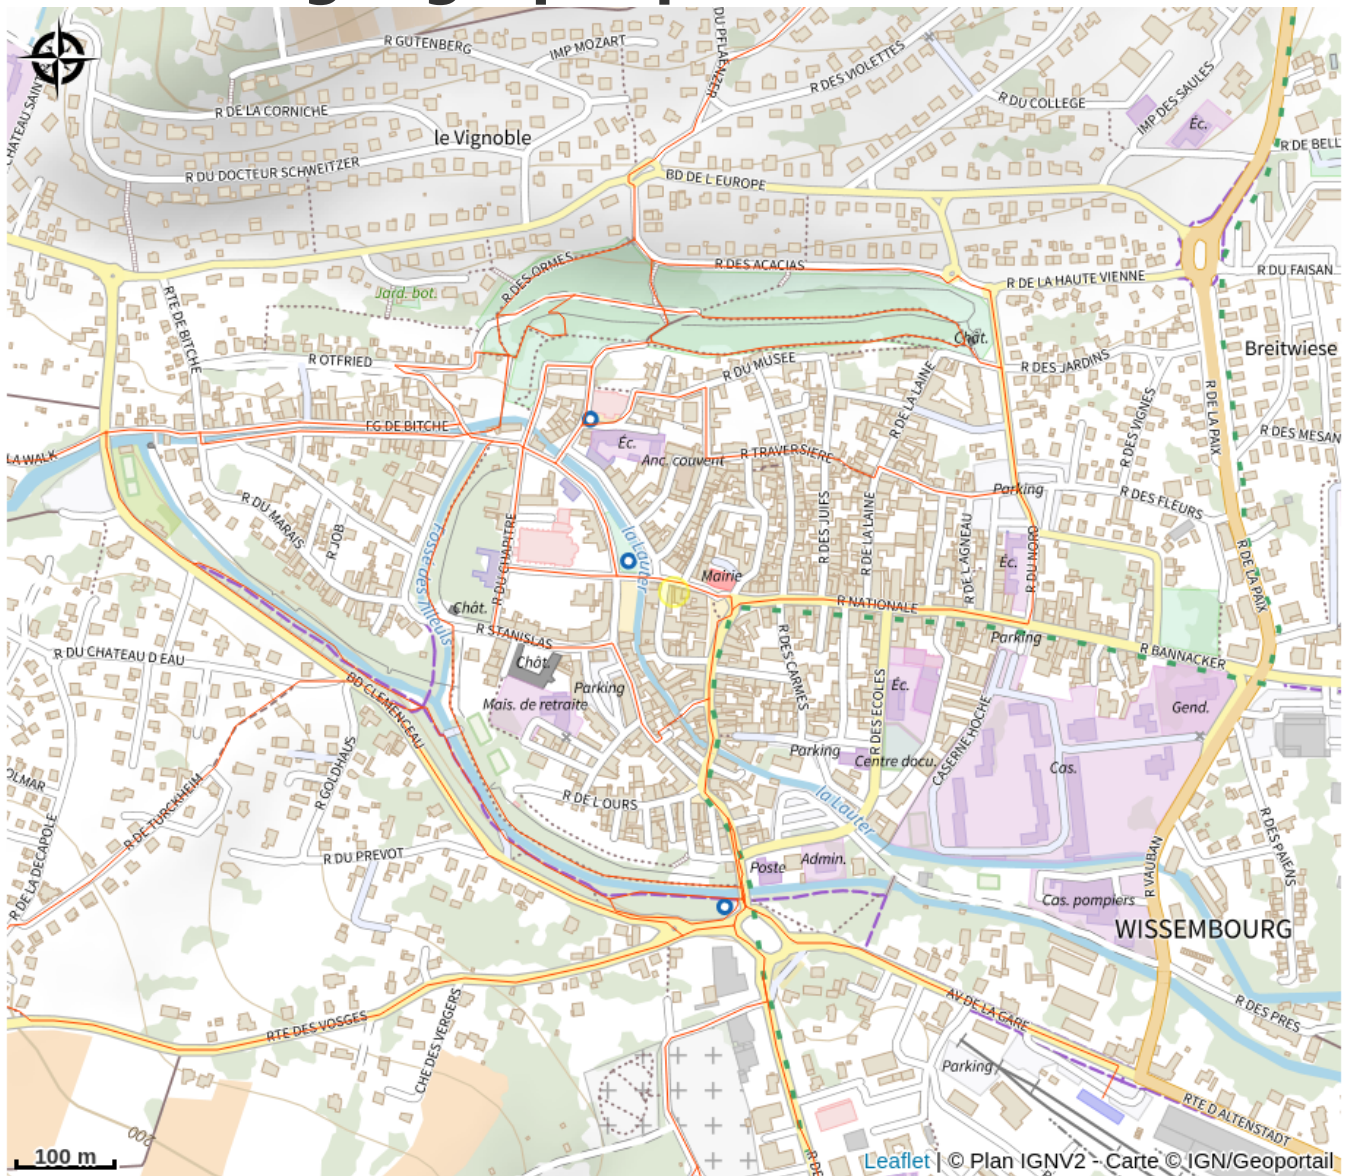 R GUTENBERG
IMP MOZART
R DES VIOLETTES
R DE LA CORNICHE
R DU COLLEGE
IMP DES SAULES
Éc.
le Vignoble
R DE BELL
R DU DOCTEUR SCHWEITZER
BD DE L EUROPE
R DES ORMES
R DES ACACIAS
R DE LA HAUTE VIENNE
R DU FAISAN
Jard. bot.
RTE DE BITCHE
Chât.
Breitwiese
R OTFRIED
R DU MUSEE
R DES JARDINS
R DE LA LAINE
R DES VIGNES
R DE LA PAIX
FG DE BITCHE
Éc.
Anc. couvent
R TRAVERSIERE
R DES MESAN
LA WALK
Parking
R DES FLEURS
R DU MARAIS
R JOB
Fossé des Tilleuls
R DU CHAPITRE
la Lauter
R DES JUIFS
R DE LA LAINE
R DE L AGNEAU
Éc.
R DU NORD
R DE LA PAIX
Mairie
Chât.
R NATIONALE
R STANISLAS
Parking
R BANNACKER
R DU CHATEAU D EAU
Chât.
R DES CARMES
Éc.
BD CLEMENCEAU
Parking
Mais. de retraite
R DES ECOLES
Gend.
CASERNE HOCHE
Parking
Centre docu.
Cas.
OLMAR
R GOLDHAUS
R DE TURCKHEIM
R DE LA DECAPOLE
R DE L OURS
la Lauter
R DU PREVOT
Poste
Admin.
R VAUBAN
R DES PAIENS
Cas. pompiers
WISSEMBOURG
AV DE LA GARE
R DES PRES
RTE DES VOSGES
CHE DES VERGERS
Parking
RTE D ALTENSTADT
200
100 m
Leaflet | © Plan IGNV2 - Carte © IGN/Geoportail